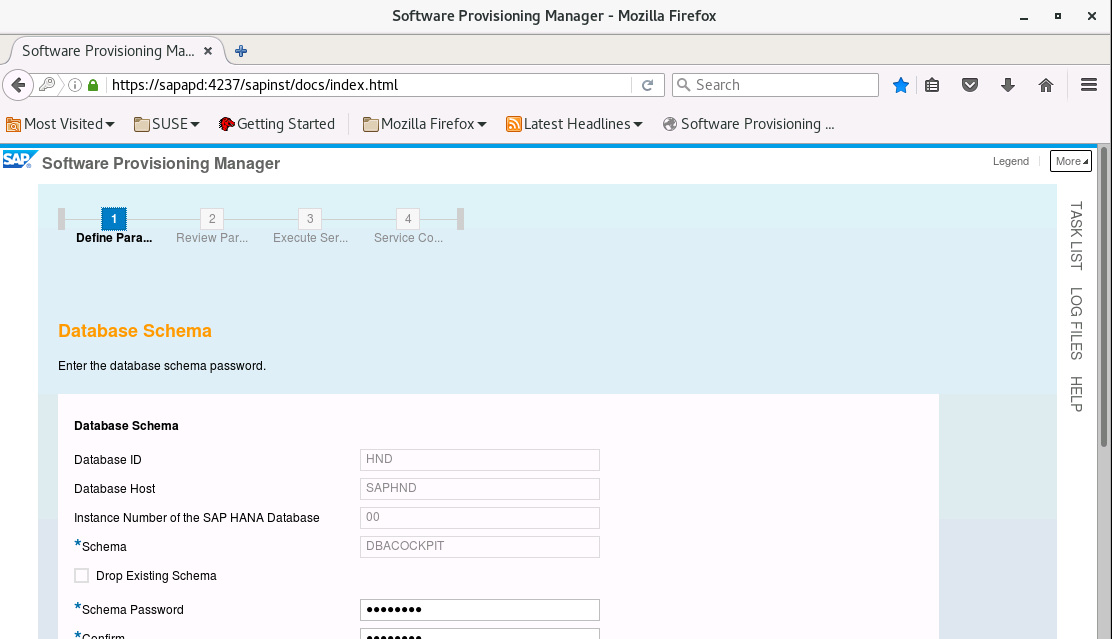 Software Provisioning Manager - Mozilla Firefox
Software Provisioning Ma...
https://sapapd:4237/sapinst/docs/index.html
Search
Most Visited SUSE Getting Started Mozilla Firefox Latest Headlines Software Provisioning ...
SAP Software Provisioning Manager Legend More
1 2 3 4
Define Para... Review Par... Execute Ser... Service Co...
TASK LIST
LOG FILES
HELP
Database Schema
Enter the database schema password.
Database Schema
Database ID HND
Database Host SAPHND
Instance Number of the SAP HANA Database 00
*Schema DBACOCKPIT
Drop Existing Schema
*Schema Password ●●●●●●●●
*Confirm ●●●●●●●●